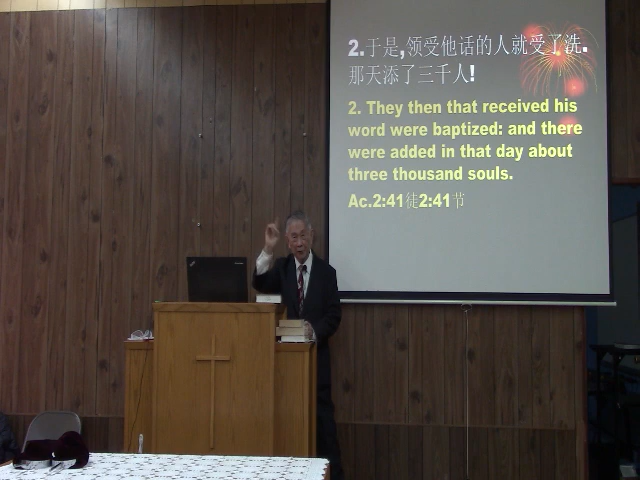 2.于是,领受他话的人就受了洗.
那天添了三千人!
2. They then that received his
word were baptized: and there
were added in that day about
three thousand souls.
Ac.2:41徒2:41节